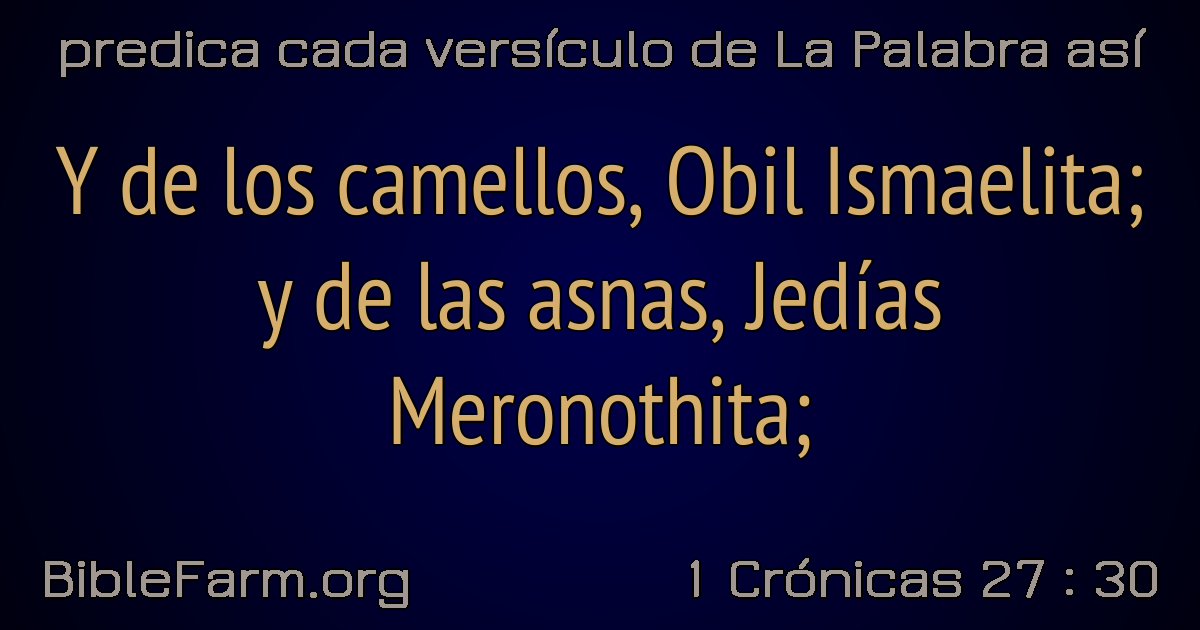 predica cada versículo de La Palabra así
Y de los camellos, Obil Ismaelita;
y de las asnas, Jedías
Meronothita;
BibleFarm.org
1 Crónicas 27 : 30